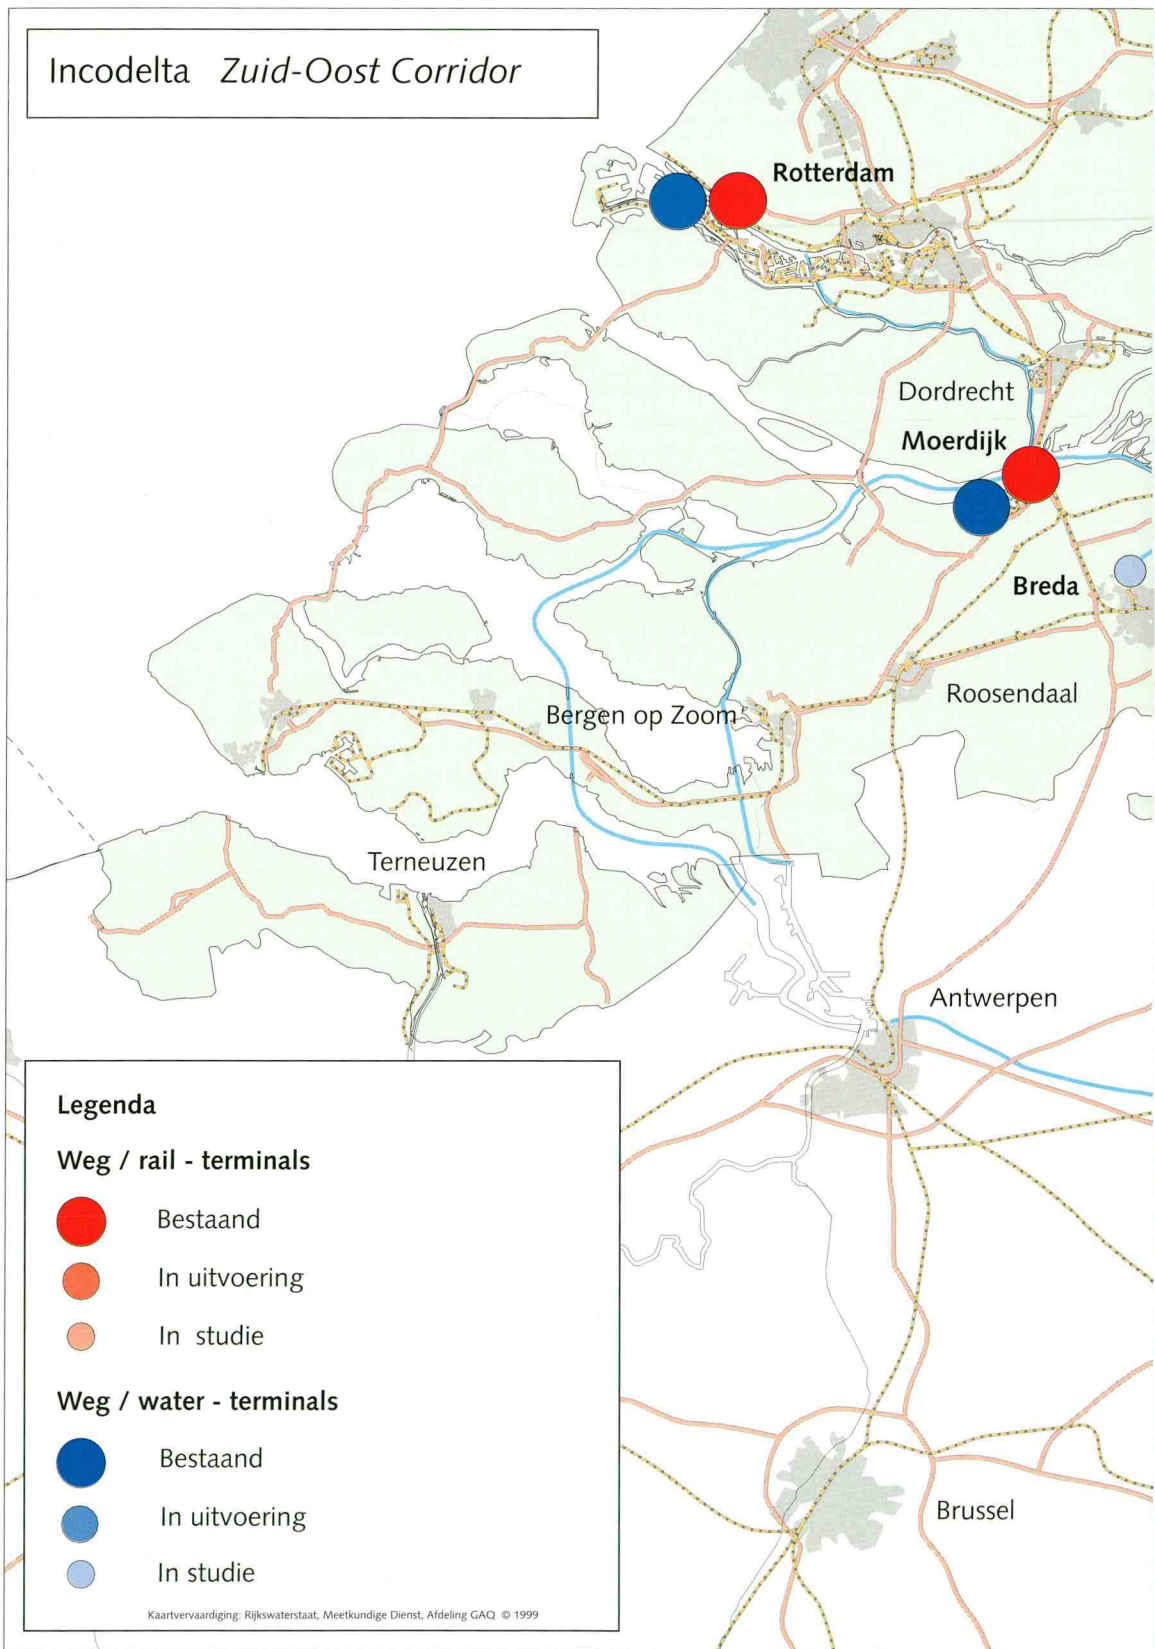 Incodelta Zuid-Oost Corridor
Rotterdam
Dordrecht
Moerdijk
Breda
Roosendaal
Bergen op Zoom
Terneuzen
Antwerpen
Legenda
Weg / rail - terminals
Bestaand
In uitvoering
In studie
Weg / water - terminals
Bestaand
In uitvoering
In studie
Brussel
Kaartvervaardiging: Rijkswaterstaat, Meetkundige Dienst, Afdeling GAQ © 1999